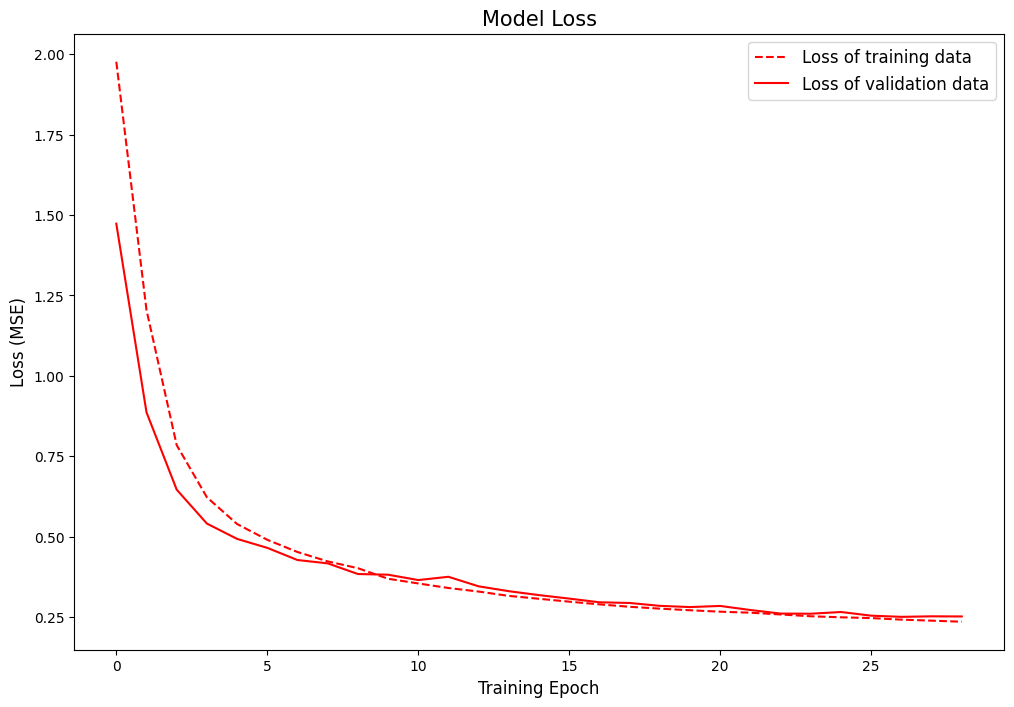 Model Loss
Loss of training data
Loss of validation data
2.00
1.75
1.50
1.25
1.00
0.75
0.50
0.25
Loss (MSE)
0 5 10 15 20 25
Training Epoch